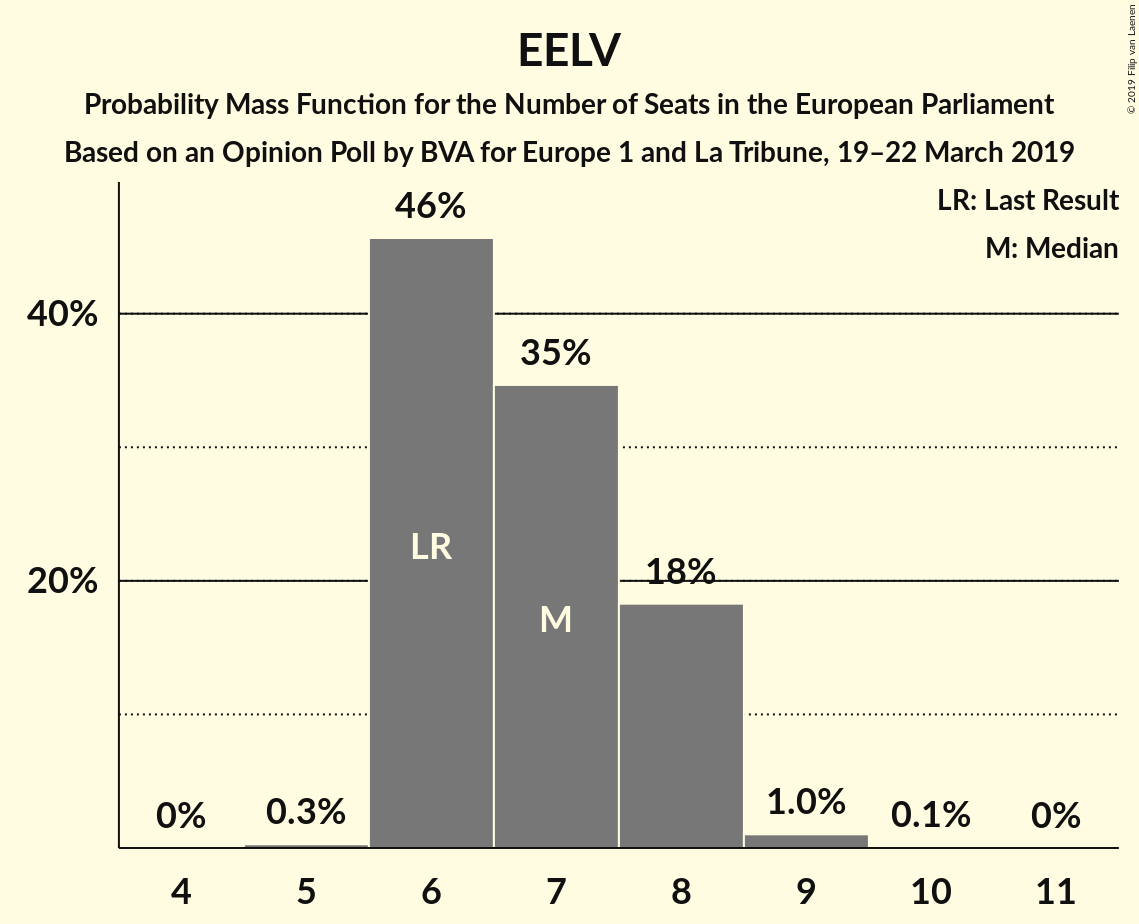 EELV
Probability Mass Function for the Number of Seats in the European Parliament
Based on an Opinion Poll by BVA for Europe 1 and La Tribune, 19–22 March 2019
© 2019 Filip van Laenen
LR: Last Result
M: Median
46%
40%
35%
LR
20%
18%
M
0%
0.3%
1.0%
0.1%
0%
4
5
6
7
8
9
10
11